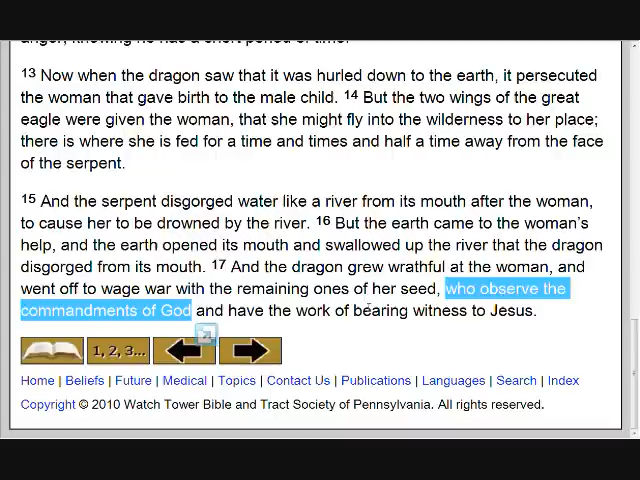 anger, knowing he has a short period of time.
13 Now when the dragon saw that it was hurled down to the earth, it persecuted
the woman that gave birth to the male child. 14 But the two wings of the great
eagle were given the woman, that she might fly into the wilderness to her place;
there is where she is fed for a time and times and half a time away from the face
of the serpent.
15 And the serpent disgorged water like a river from its mouth after the woman,
to cause her to be drowned by the river. 16 But the earth came to the woman’s
help, and the earth opened its mouth and swallowed up the river that the dragon
disgorged from its mouth. 17 And the dragon grew wrathful at the woman, and
went off to wage war with the remaining ones of her seed, who observe the
commandments of God and have the work of bearing witness to Jesus.
1, 2, 3...
Home | Beliefs | Future | Medical | Topics | Contact Us | Publications | Languages | Search | Index
Copyright © 2010 Watch Tower Bible and Tract Society of Pennsylvania. All rights reserved.